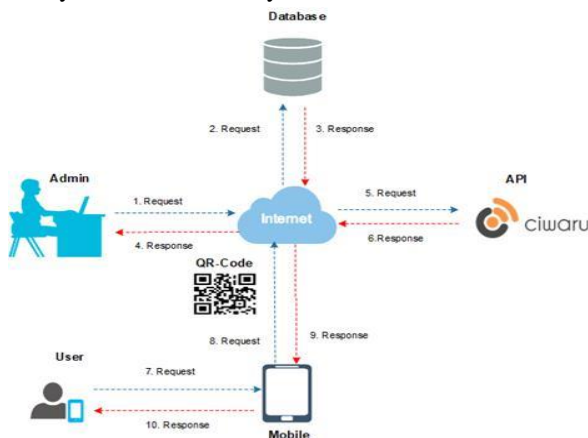 Database
2. Request
3. Response
Admin
API
1. Request
5. Request
Internet
ciwaru
4. Response
6.Response
QR-Code
8. Request
9. Response
User
7. Request
10. Response
Mobile